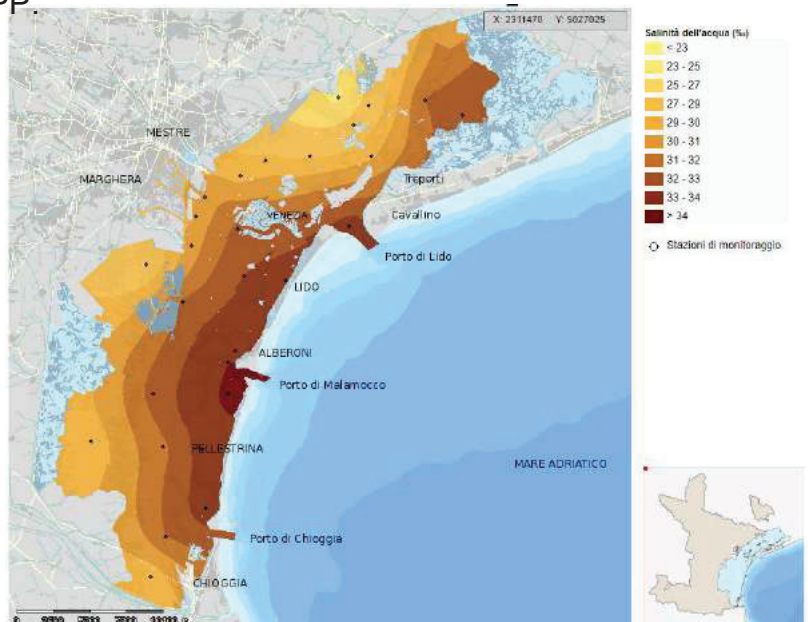 PP.
X: 2311470 Y: 5027025
Salinità dell'acqua (‰)
< 23
23 - 25
25 - 27
27 - 29
29 - 30
30 - 31
31 - 32
32 - 33
33 - 34
> 34
Stazioni di monitoraggio
MESTRE
MARGHERA
Treporti
VENEZIA
Cavallino
Porto di Lido
LIDO
ALBERONI
Porto di Malamocco
PELLESTRINA
MARE ADRIATICO
Porto di Chioggia
CHIOGGIA